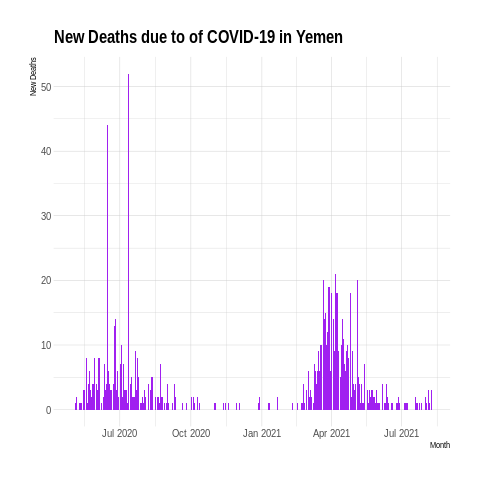 New Deaths due to of COVID-19 in Yemen
New Deaths
50
40
30
20
10
0
Jul 2020 Oct 2020 Jan 2021 Apr 2021 Jul 2021
Month